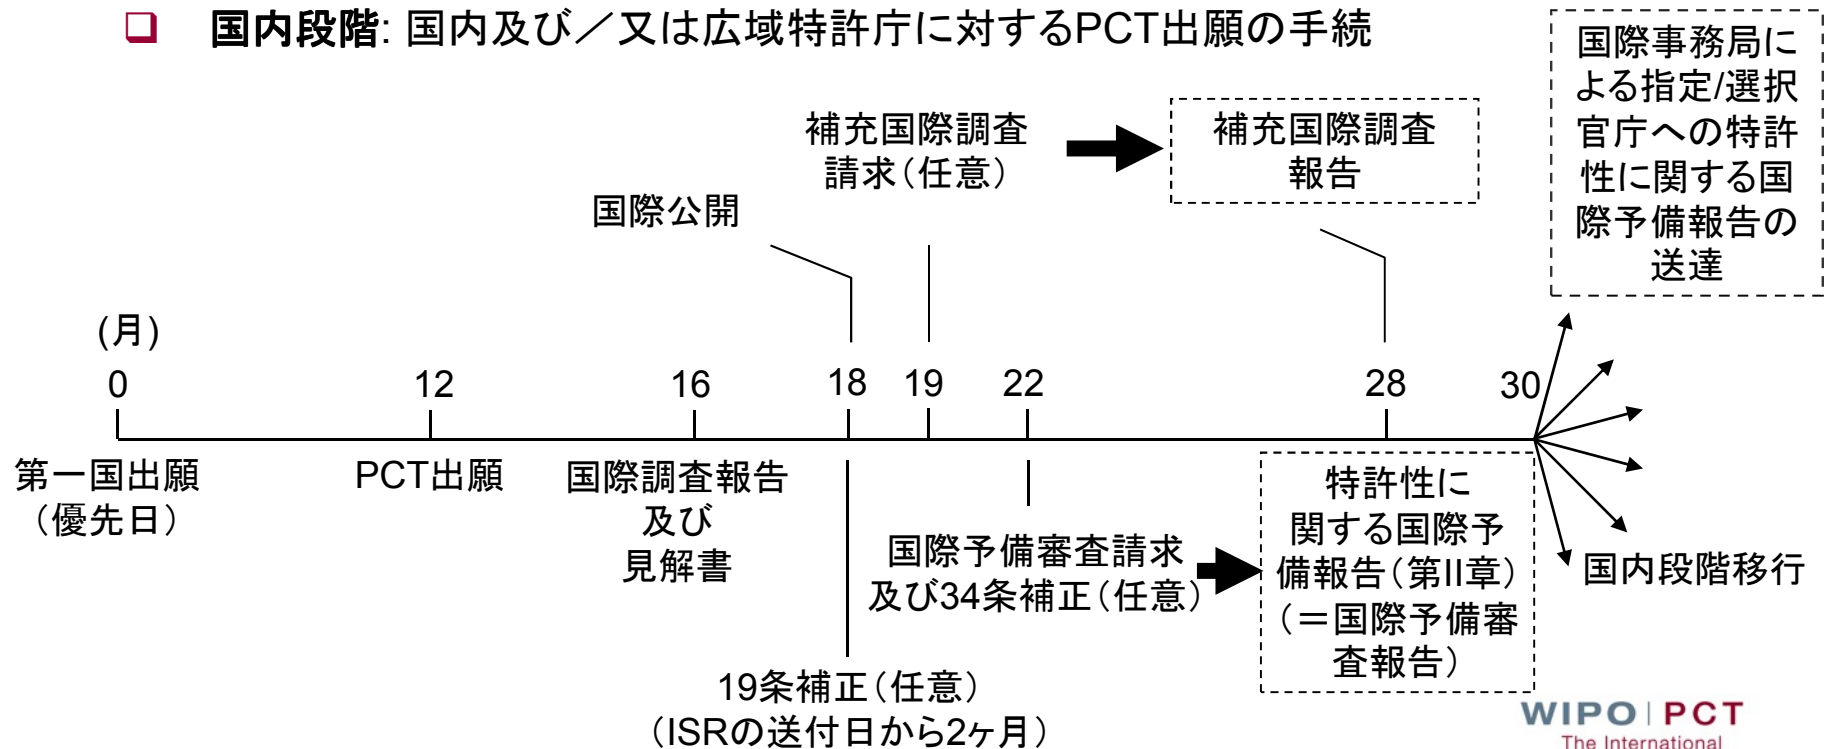 国内段階: 国内及び／又は広域特許庁に対するPCT出願の手続
国際事務局に
よる指定/選択
官庁への特許
性に関する国
際予備報告の
送達
補充国際調査
請求（任意）
補充国際調査
報告
国際公開
(月)
0
12
16
18
19
22
28
30
第一国出願
（優先日）
PCT出願
国際調査報告
及び
見解書
国際予備審査請求
及び34条補正（任意）
特許性に
関する国際予
備報告（第II章）
（＝国際予備審
査報告）
国内段階移行
19条補正（任意）
（ISRの送付日から2ヶ月）
WIPO | PCT
The International